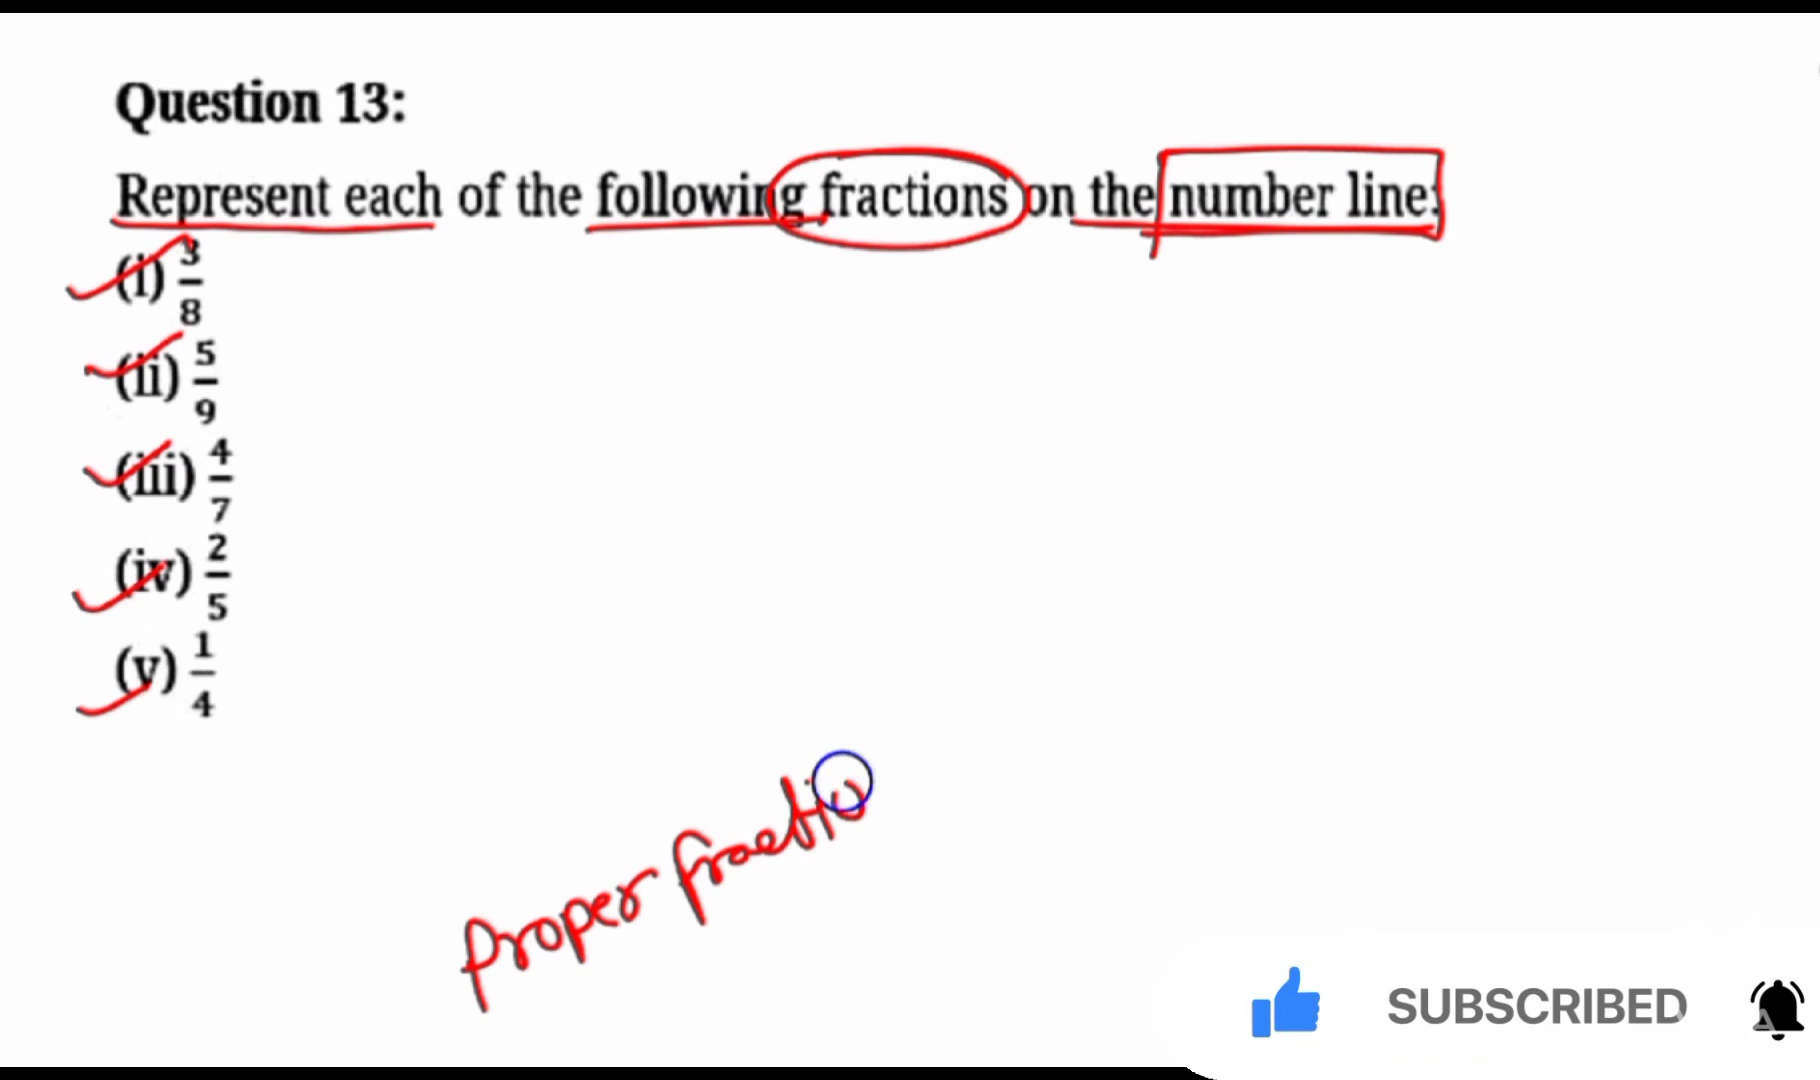 Question 13:
Represent each of the following fractions on the number line:
(i) 3/8
(ii) 5/9
(iii) 4/7
(iv) 2/5
(v) 1/4
Proper fractio
SUBSCRIBED